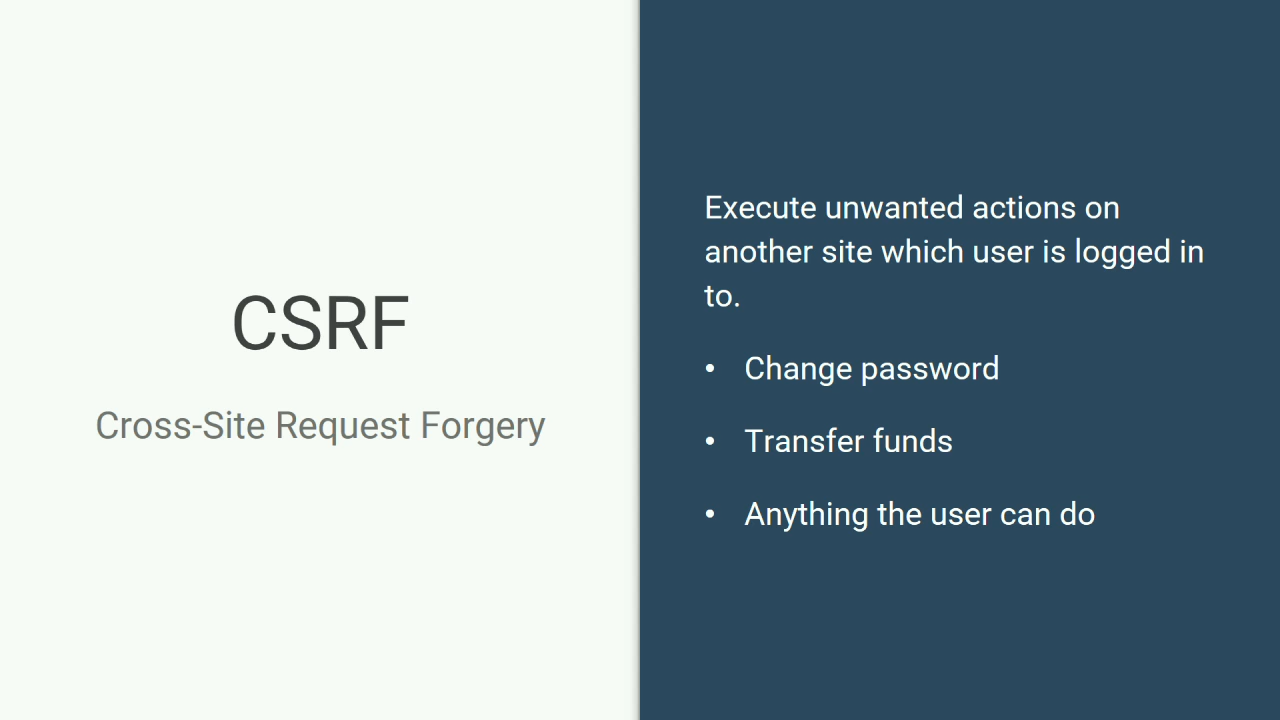 CSRF
Cross-Site Request Forgery
Execute unwanted actions on
another site which user is logged in
to.
• Change password
• Transfer funds
• Anything the user can do